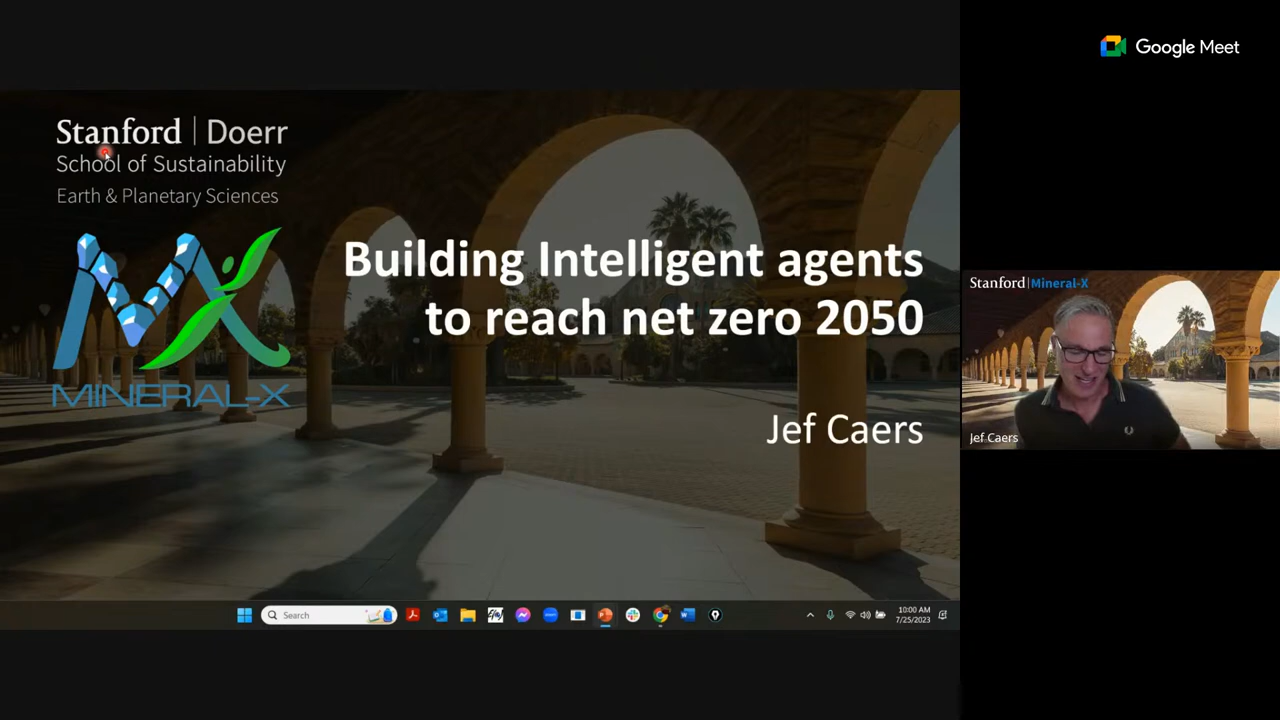 Stanford | Doerr
School of Sustainability
Earth & Planetary Sciences
MINERAL-X
Building Intelligent agents
to reach net zero 2050
Jef Caers
Google Meet
Stanford | Mineral-X
Jef Caers
Search
10:00 AM
7/25/2023